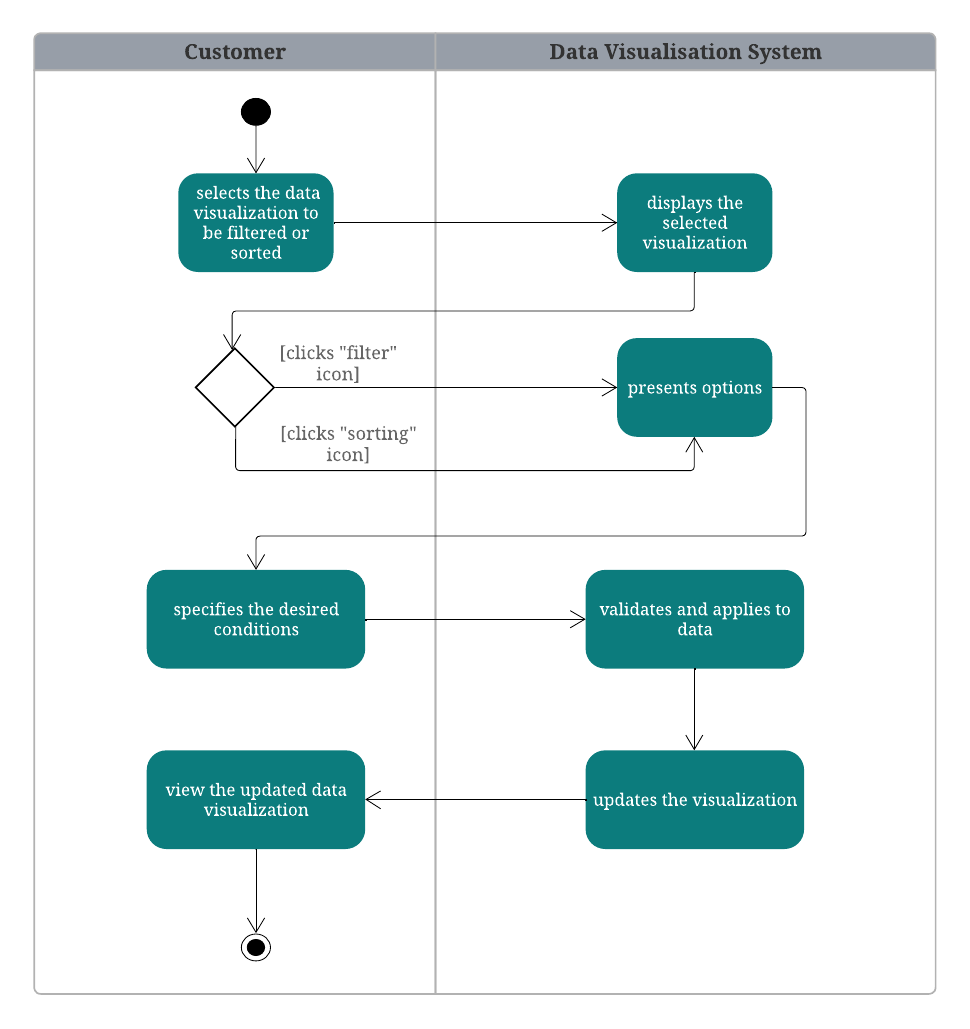 Customer
Data Visualisation System
selects the data
visualization to
be filtered or
sorted
displays the
selected
visualization
[clicks "filter"
icon]
presents options
[clicks "sorting"
icon]
specifies the desired
conditions
validates and applies to
data
view the updated data
visualization
updates the visualization